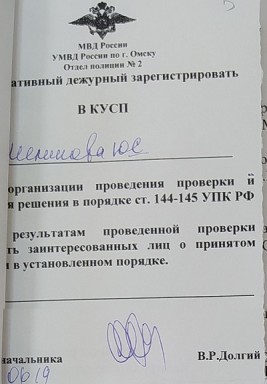 МВД России
УМВД России по г. Омску
Отдел полиции № 2
ативный дежурный зарегистрировать
В КУСП
организации проведения проверки й
я решения в порядке ст. 144-145 УПК РФ
результатам проведенной проверки
ть заинтересованных лиц о принятом
и в установленном порядке.
начальника В.Р.Долгий